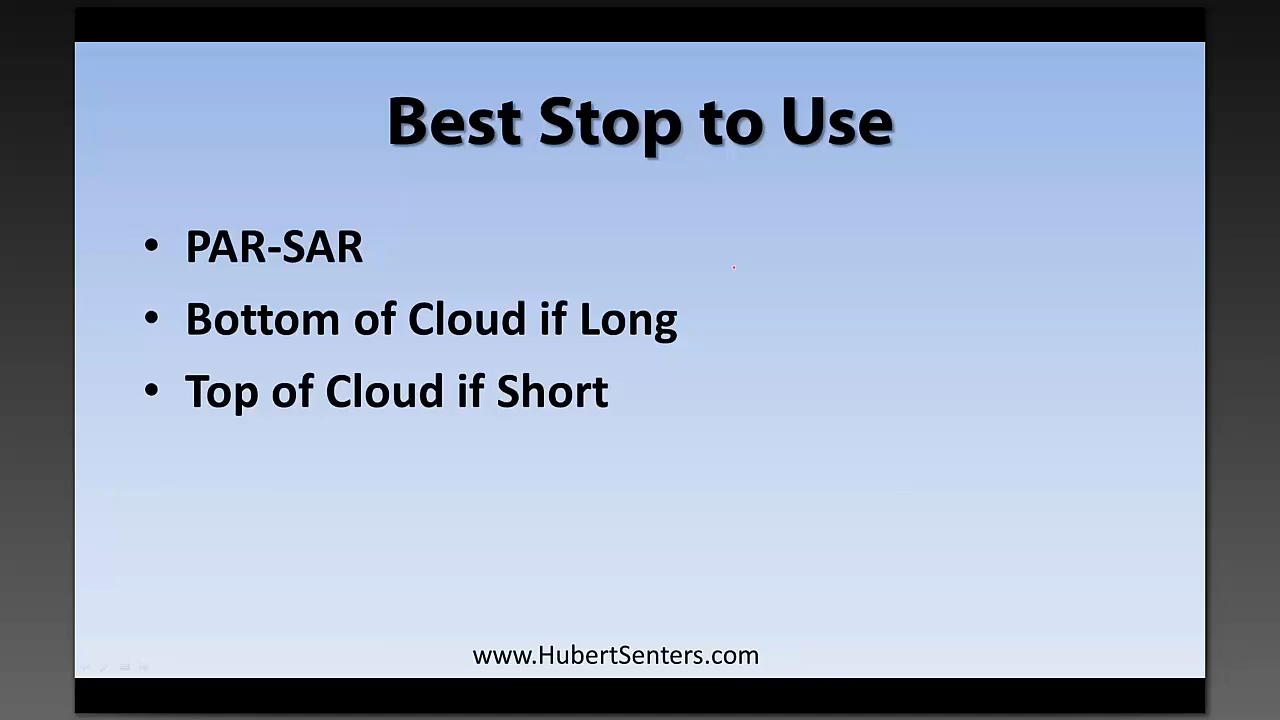 Best Stop to Use
• PAR-SAR
• Bottom of Cloud if Long
• Top of Cloud if Short
www.HubertSenters.com